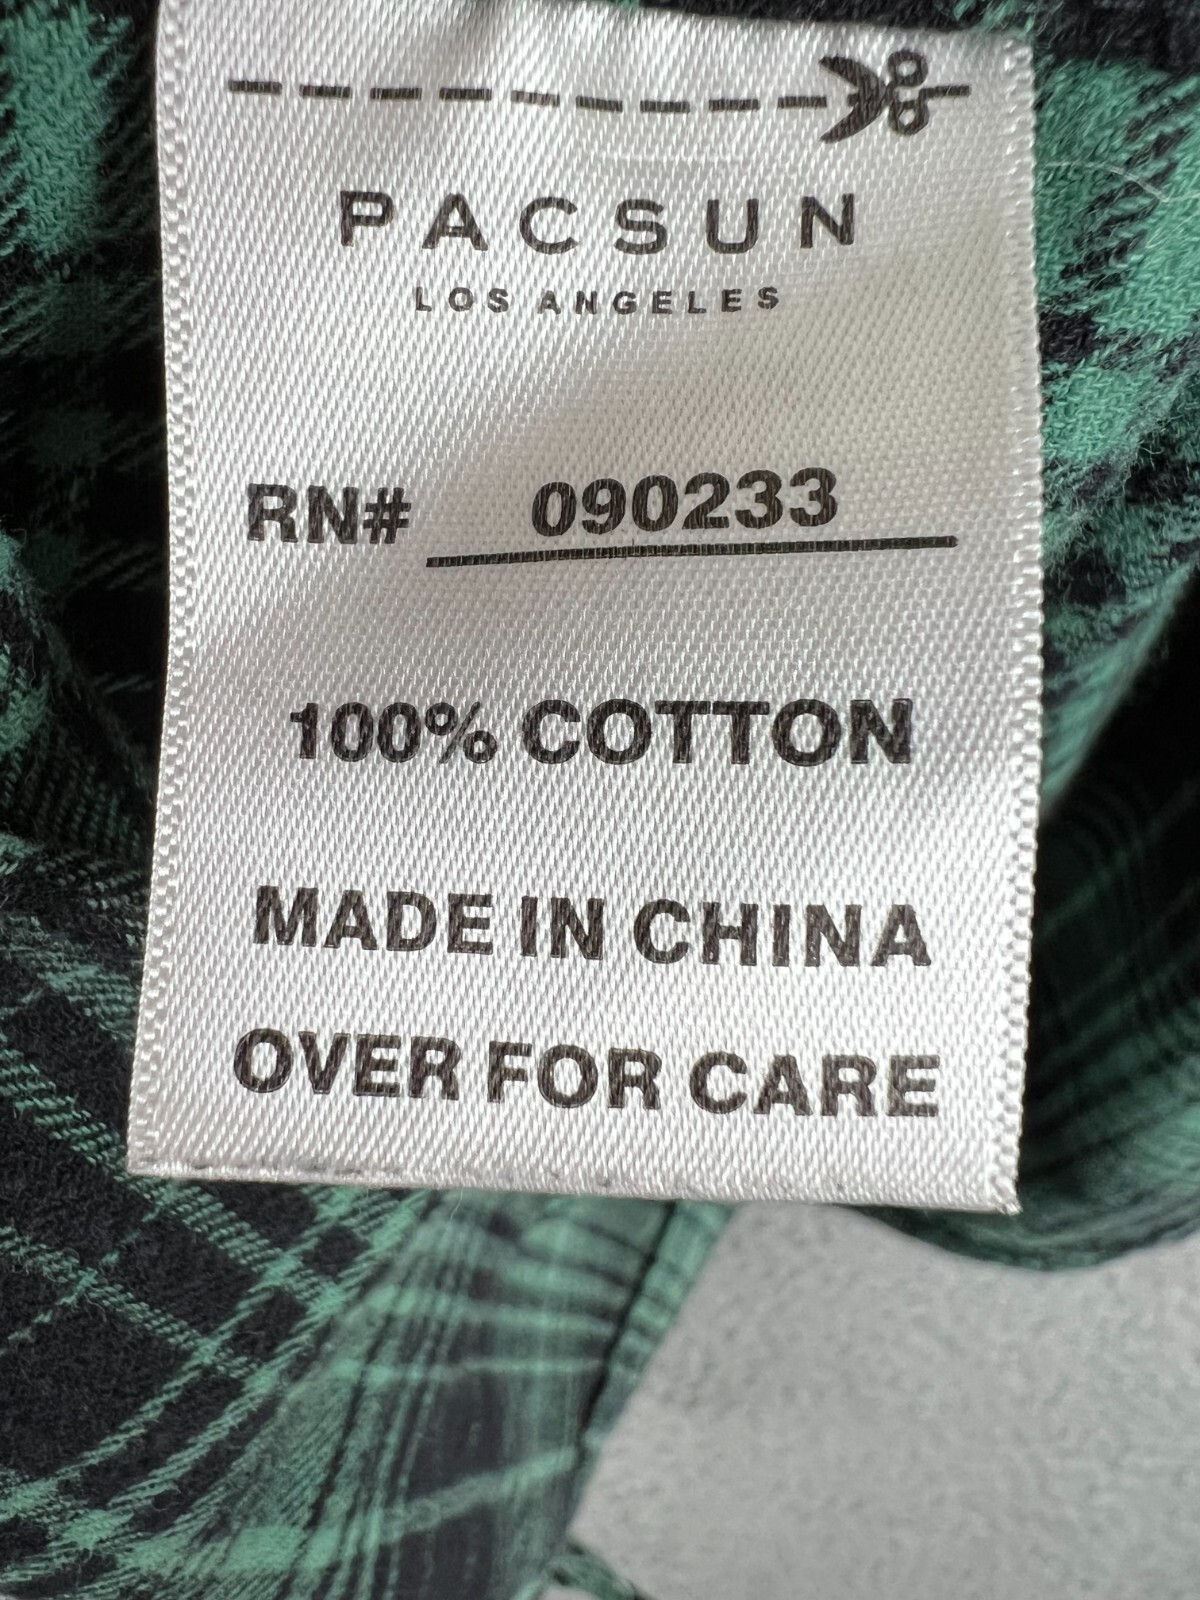 PACSUN
LOS ANGELES
RN# 090233
100% COTTON
MADE IN CHINA
OVER FOR CARE